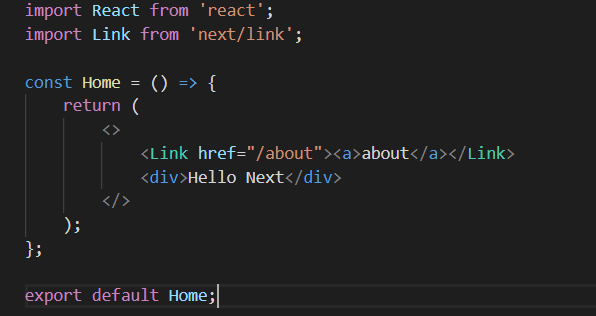 import React from 'react';
import Link from 'next/link';
const Home = () => {
return (
<>
<Link href="/about"><a>about</a></Link>
<div>Hello Next</div>
</>
);
};
export default Home;